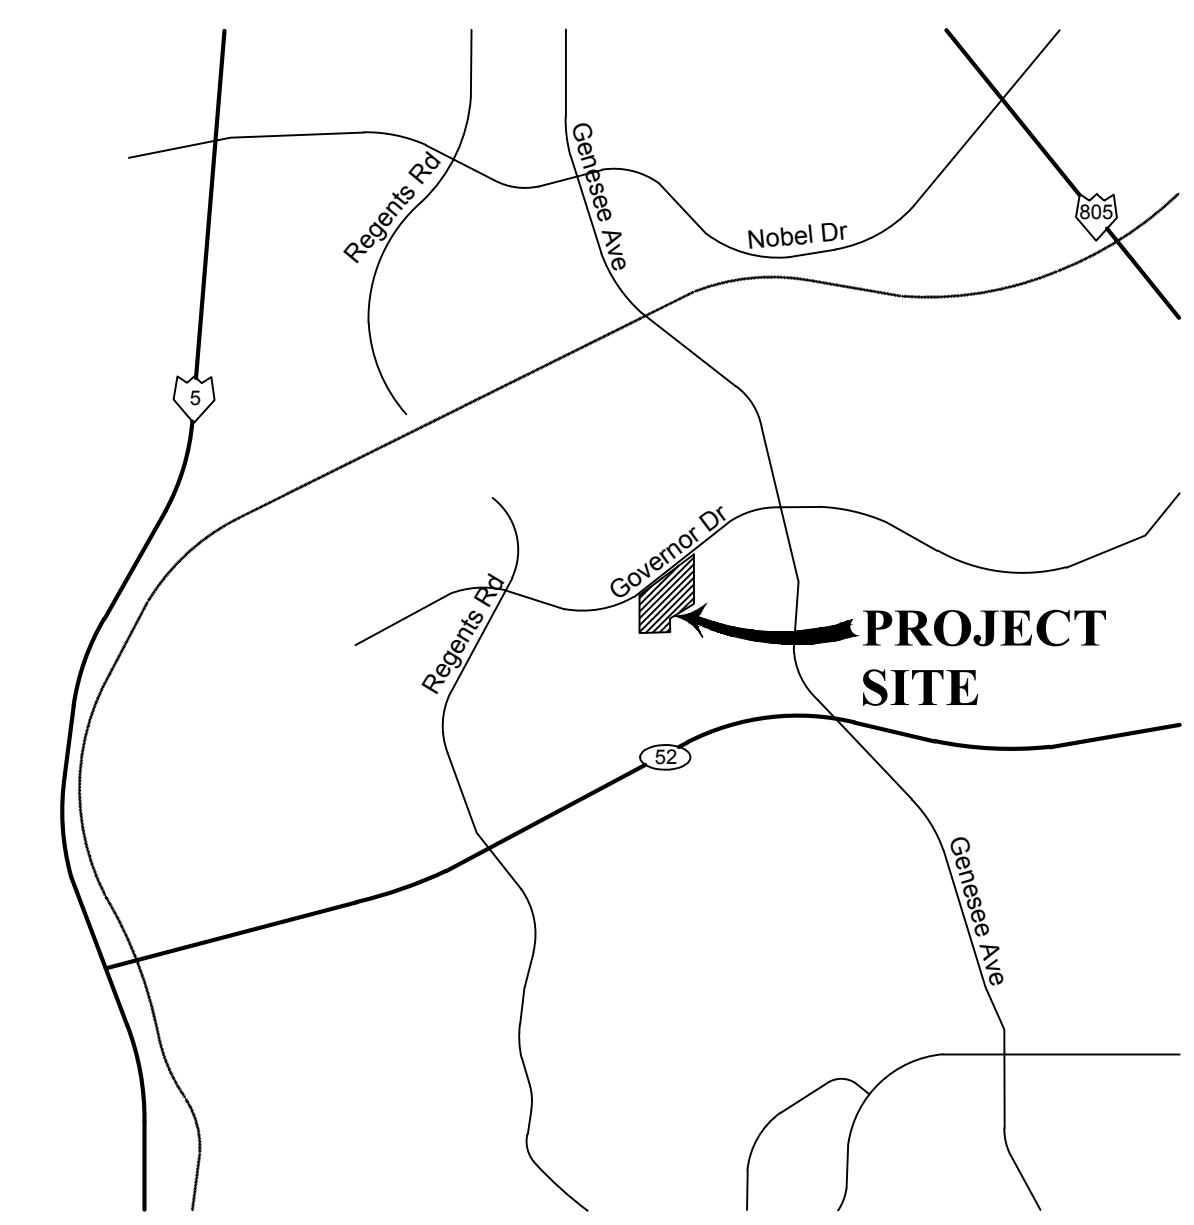 Genesee Ave
Regents Rd
805
Nobel Dr
5
Governor Dr
Regents Rd
PROJECT
SITE
52
Genesee Ave